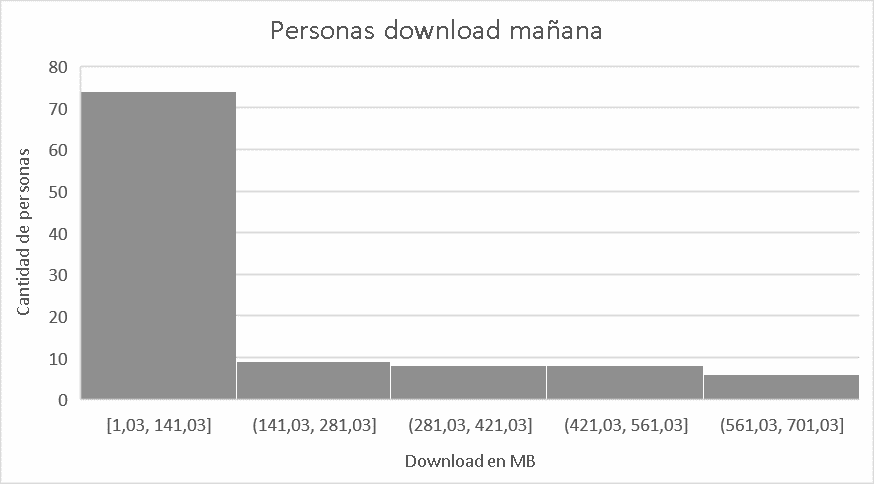 Personas download mañana
80
70
60
50
40
30
20
10
0
Cantidad de personas
[1,03, 141,03] (141,03, 281,03] (281,03, 421,03] (421,03, 561,03] (561,03, 701,03]
Download en MB